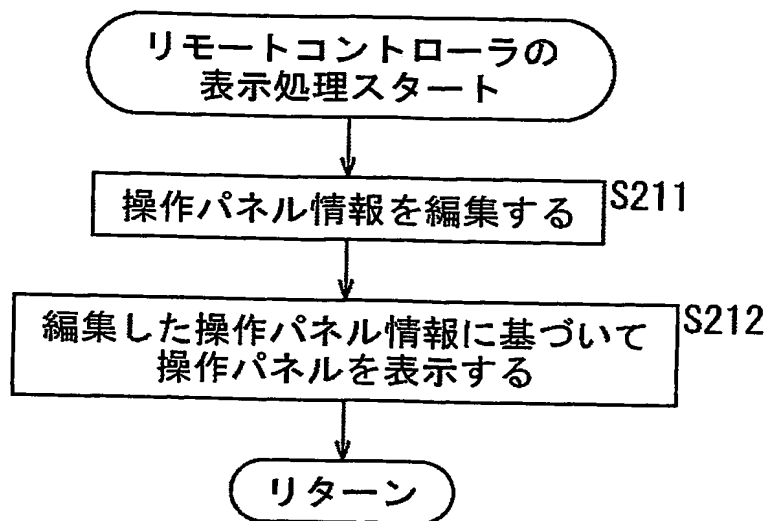 リモートコントローラの
表示処理スタート
操作パネル情報を編集する
S211
編集した操作パネル情報に基づいて
操作パネルを表示する
S212
リターン